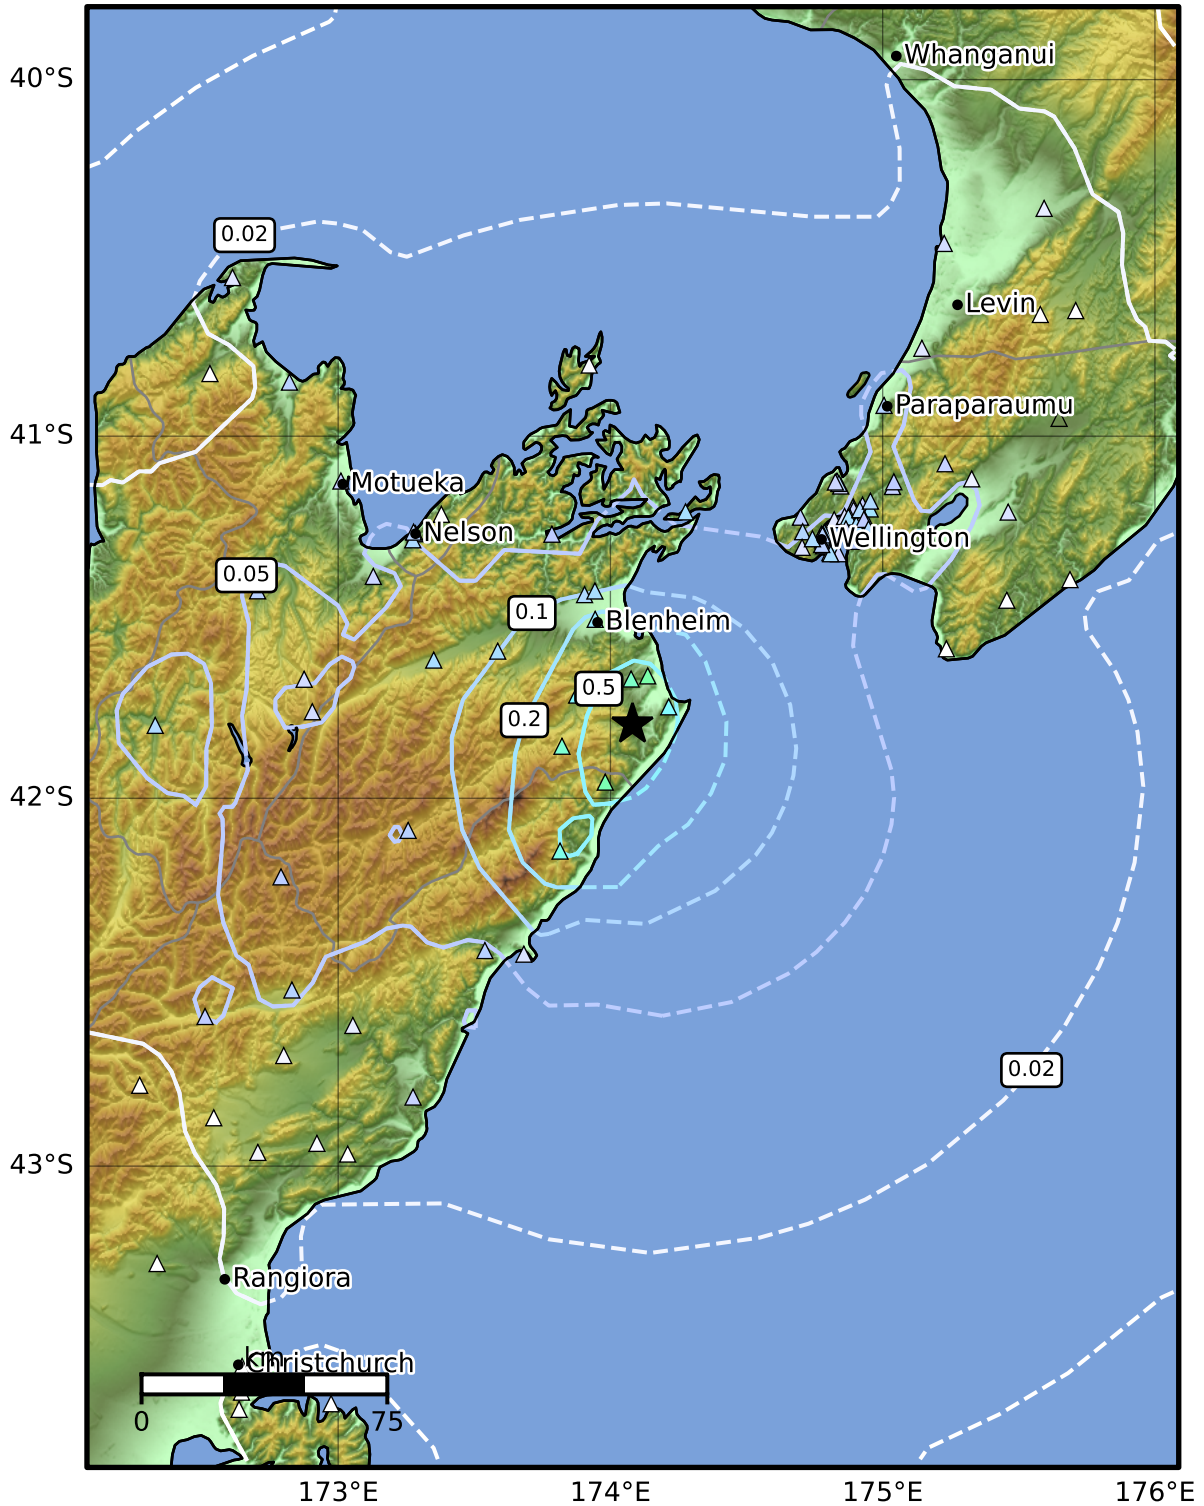 Whanganui
40°S
0.02
Levin
Paraparaumu
41°S
Motueka
Nelson
Wellington
0.05
0.1
Blenheim
0.5
0.2
42°S
0.02
43°S
Rangiora
km
Christchurch
0
75
173°E
174°E
175°E
176°E